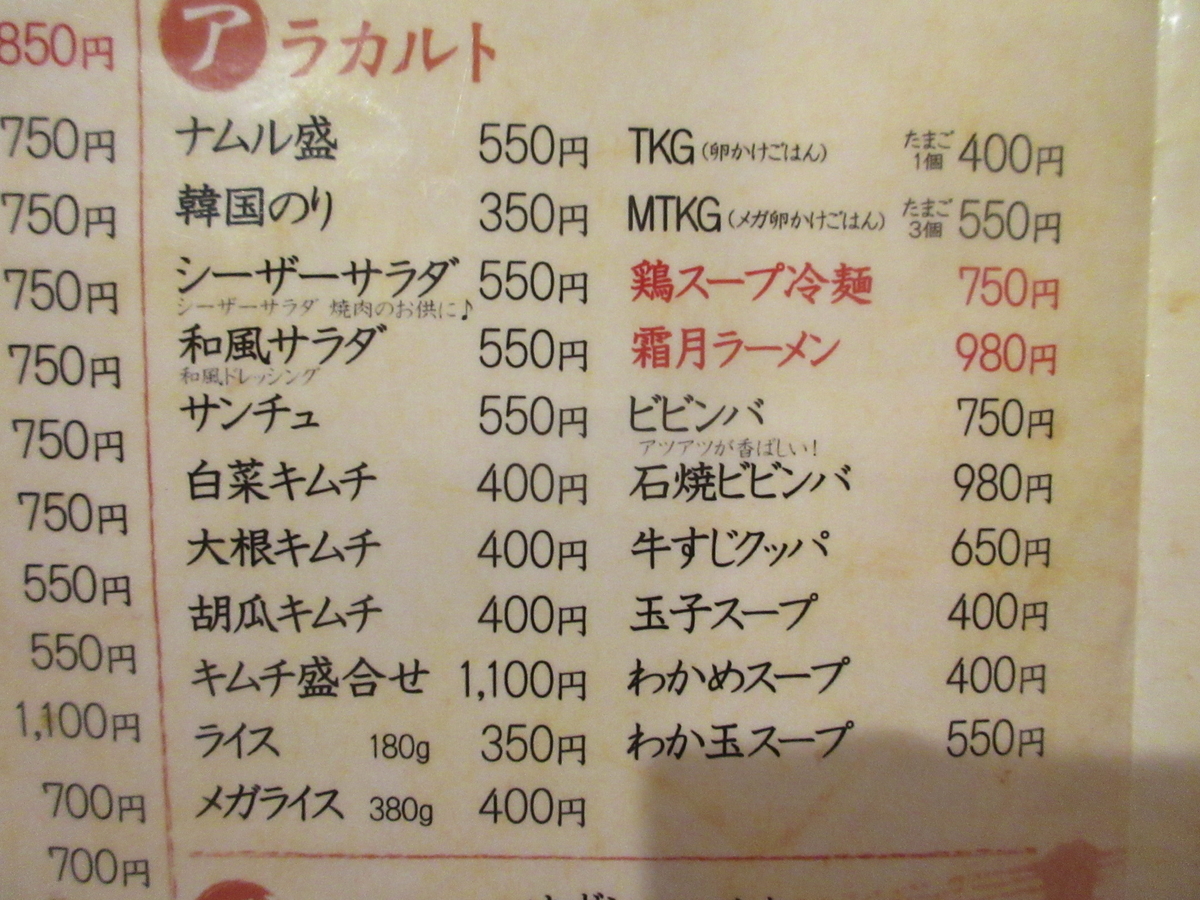 850円
750円
750円
750円
750円
750円
750円
550円
550円
1,100円
700円
700円
アラカルト
ナムル盛 550円
韓国のり 350円
シーザーサラダ 550円
シーザーサラダ 焼肉のお供に♪
和風サラダ 550円
和風ドレッシング
サンチュ 550円
白菜キムチ 400円
大根キムチ 400円
胡瓜キムチ 400円
キムチ盛合せ 1,100円
ライス 180g 350円
メガライス 380g 400円
TKG(卵かけごはん) たまご1個 400円
MTKG(メガ卵かけごはん) たまご3個 550円
鶏スープ冷麺 750円
霜月ラーメン 980円
ビビンバ 750円
アツアツが香ばしい!
石焼ビビンバ 980円
牛すじクッパ 650円
玉子スープ 400円
わかめスープ 400円
わか玉スープ 550円